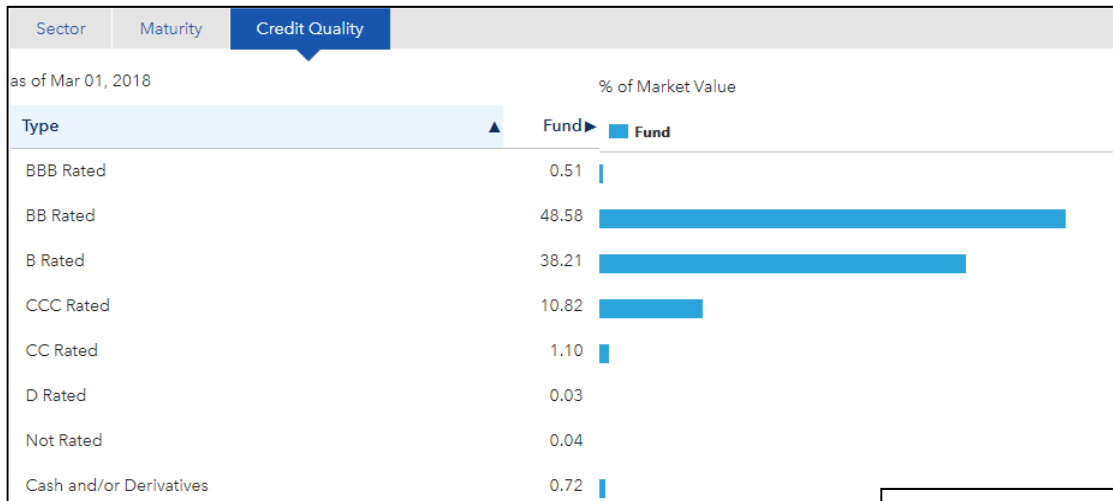 Sector Maturity Credit Quality
as of Mar 01, 2018
% of Market Value
Type ▲ Fund▶ Fund
BBB Rated 0.51
BB Rated 48.58
B Rated 38.21
CCC Rated 10.82
CC Rated 1.10
D Rated 0.03
Not Rated 0.04
Cash and/or Derivatives 0.72